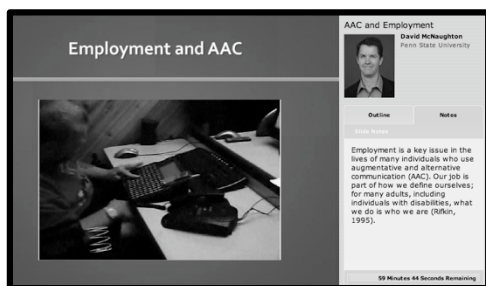 Employment and AAC
AAC and Employment
David McNaughton
Penn State University
Outline
Notes
Slide Notes
Employment is a key issue in the
lives of many individuals who use
augmentative and alternative
communication (AAC). Our job is
part of how we define ourselves;
for many adults, including
individuals with disabilities, what
we do is who we are (Rifkin,
1995).
59 Minutes 44 Seconds Remaining